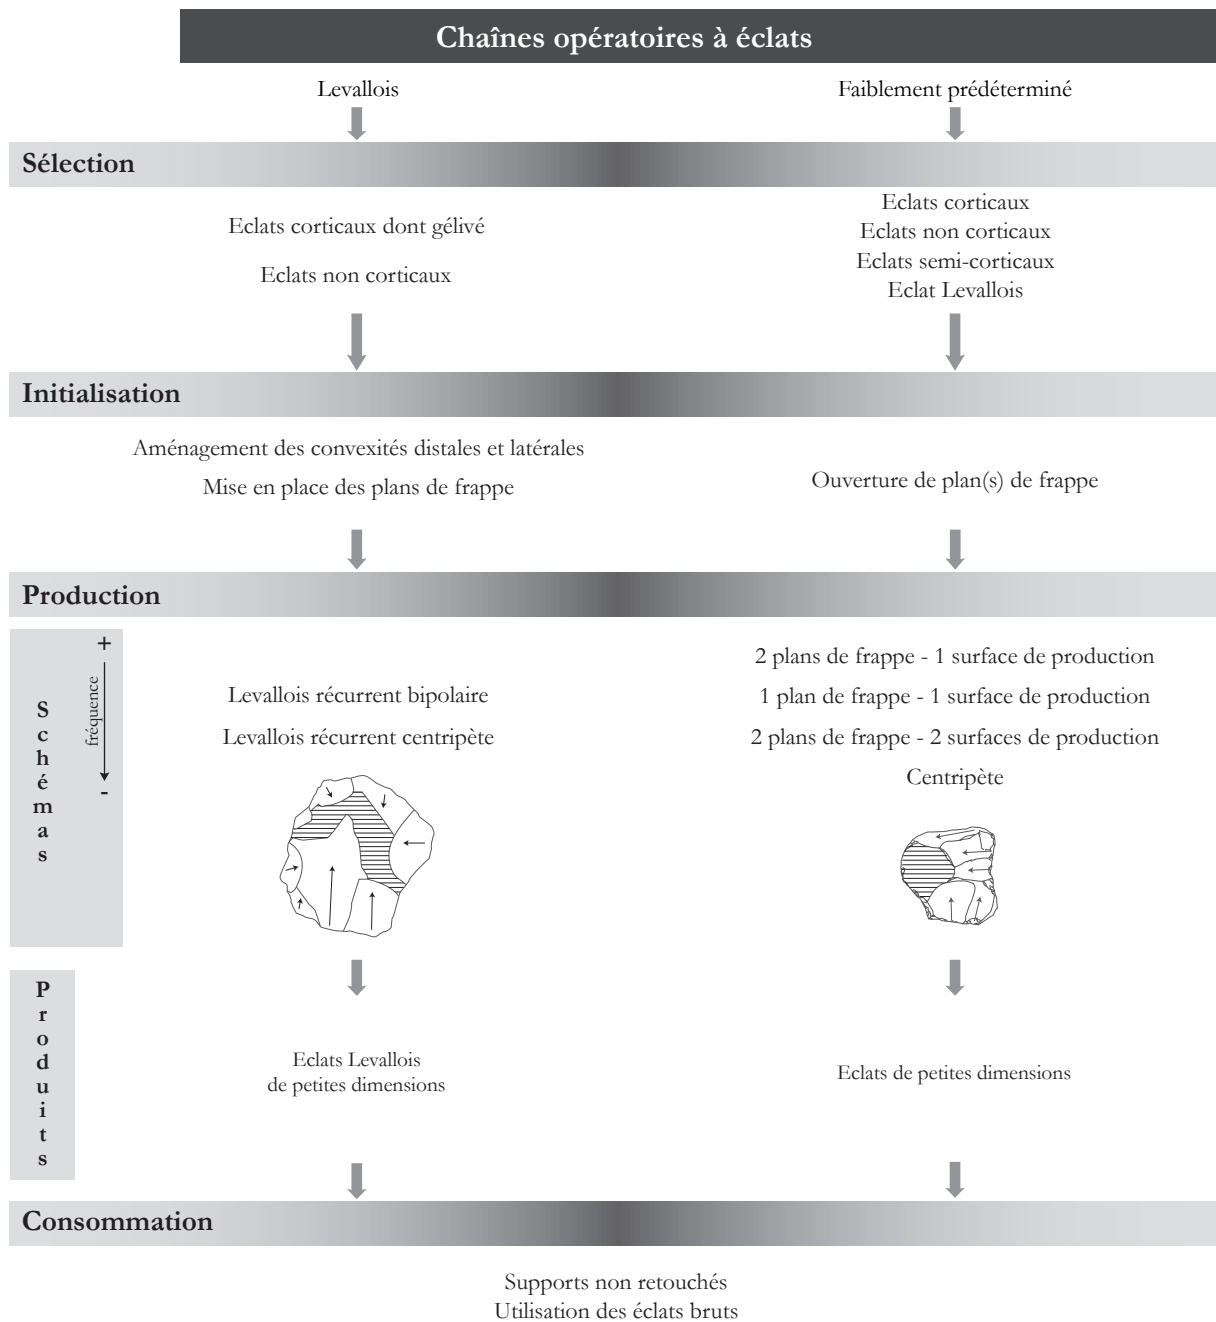 Chaînes opératoires à éclats
Levallois
Faiblement prédéterminé
Sélection
Eclats corticaux dont gélivé
Eclats non corticaux
Eclats corticaux
Eclats non corticaux
Eclats semi-corticaux
Eclat Levallois
Initialisation
Aménagement des convexités distales et latérales
Mise en place des plans de frappe
Ouverture de plan(s) de frappe
Production
Schémas
+
fréquence
-
Levallois récurrent bipolaire
Levallois récurrent centripète
2 plans de frappe - 1 surface de production
1 plan de frappe - 1 surface de production
2 plans de frappe - 2 surfaces de production
Centripète
Produits
Eclats Levallois
de petites dimensions
Eclats de petites dimensions
Consommation
Supports non retouchés
Utilisation des éclats bruts